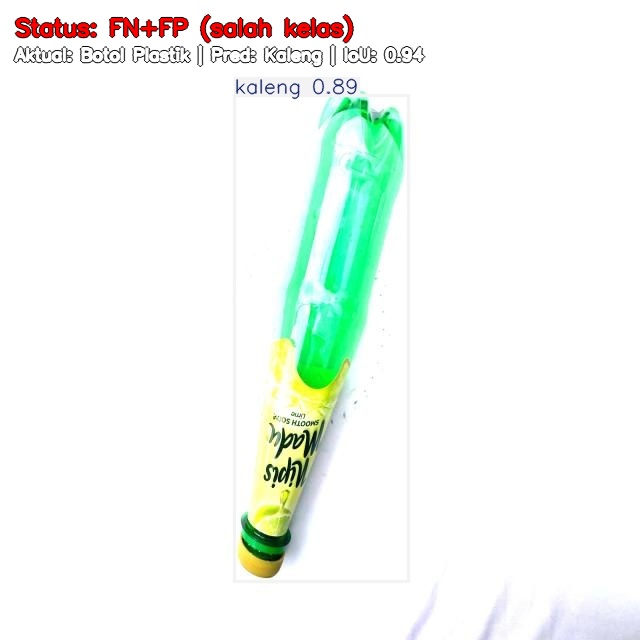 Status: FN+FP (salah kelas)
Aktual: Botol Plastik | Pred: Kaleng | IoU: 0.94
kaleng 0.89
Nipis
Madu
SMOOTH SODA
Lime